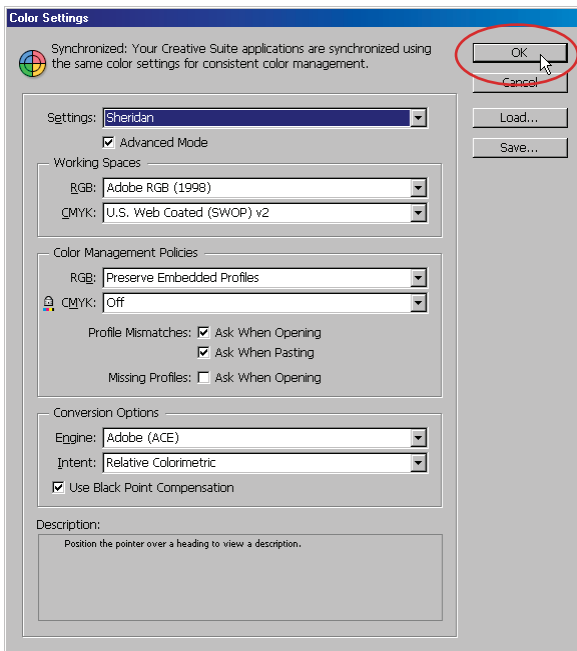 Color Settings
Synchronized: Your Creative Suite applications are synchronized using
the same color settings for consistent color management.
OK
Cancel
Load...
Save...
Settings: Sheridan
Advanced Mode
Working Spaces
RGB: Adobe RGB (1998)
CMYK: U.S. Web Coated (SWOP) v2
Color Management Policies
RGB: Preserve Embedded Profiles
CMYK: Off
Profile Mismatches: Ask When Opening
Ask When Pasting
Missing Profiles: Ask When Opening
Conversion Options
Engine: Adobe (ACE)
Intent: Relative Colorimetric
Use Black Point Compensation
Description:
Position the pointer over a heading to view a description.